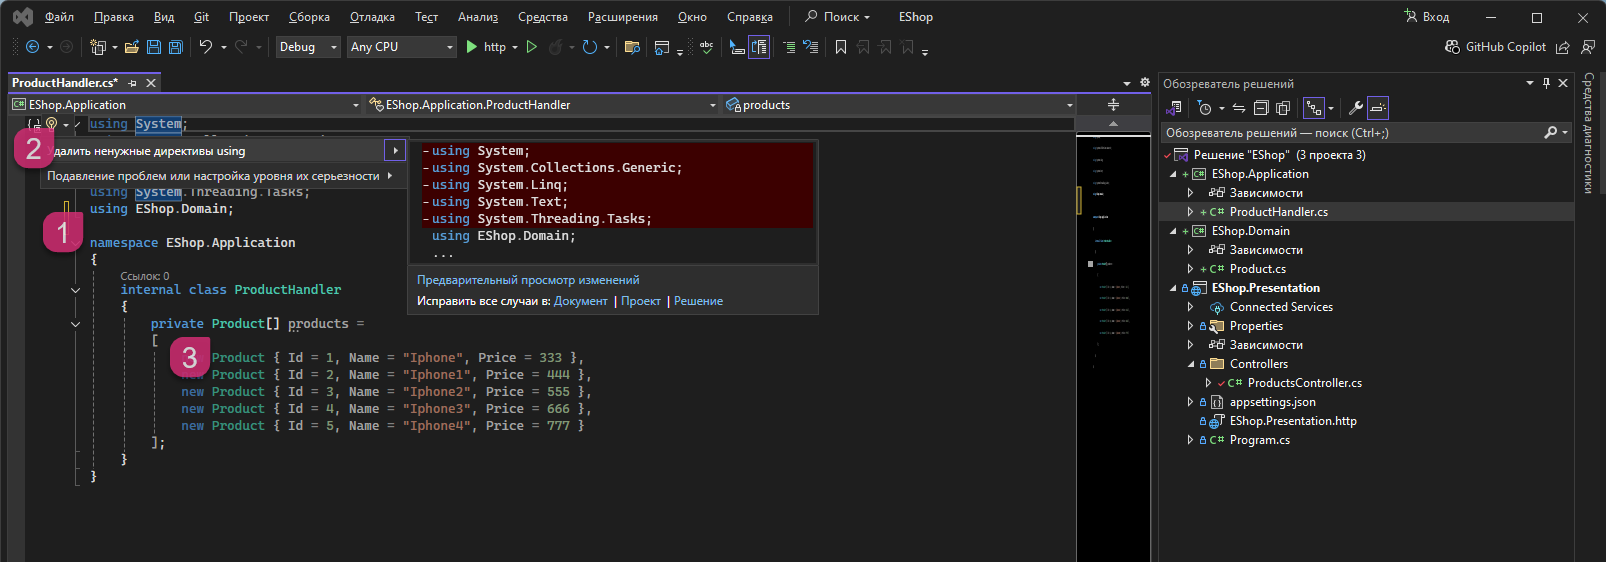 Файл Правка Вид Git Проект Сборка Отладка Тест Анализ Средства Расширения Окно Справка Поиск EShop Вход
Debug Any CPU http GitHub Copilot
ProductHandler.cs*
EShop.Application EShop.Application.ProductHandler products
using System;
2 Удалить ненужные директивы using
Подавление проблем или настройка уровня их серьезности
using System.Threading.Tasks;
using EShop.Domain;
1
namespace EShop.Application
{
Ссылок: 0
internal class ProductHandler
{
private Product[] products =
[
3 Product { Id = 1, Name = "Iphone", Price = 333 },
new Product { Id = 2, Name = "Iphone1", Price = 444 },
new Product { Id = 3, Name = "Iphone2", Price = 555 },
new Product { Id = 4, Name = "Iphone3", Price = 666 },
new Product { Id = 5, Name = "Iphone4", Price = 777 }
];
}
}
- using System;
- using System.Collections.Generic;
- using System.Linq;
- using System.Text;
- using System.Threading.Tasks;
using EShop.Domain;
...
Предварительный просмотр изменений
Исправить все случаи в: Документ | Проект | Решение
Обозреватель решений
Обозреватель решений — поиск (Ctrl+;)
Решение "EShop" (3 проекта 3)
EShop.Application
Зависимости
ProductHandler.cs
EShop.Domain
Зависимости
Product.cs
EShop.Presentation
Connected Services
Properties
Зависимости
Controllers
ProductsController.cs
appsettings.json
EShop.Presentation.http
Program.cs
Средства диагностики